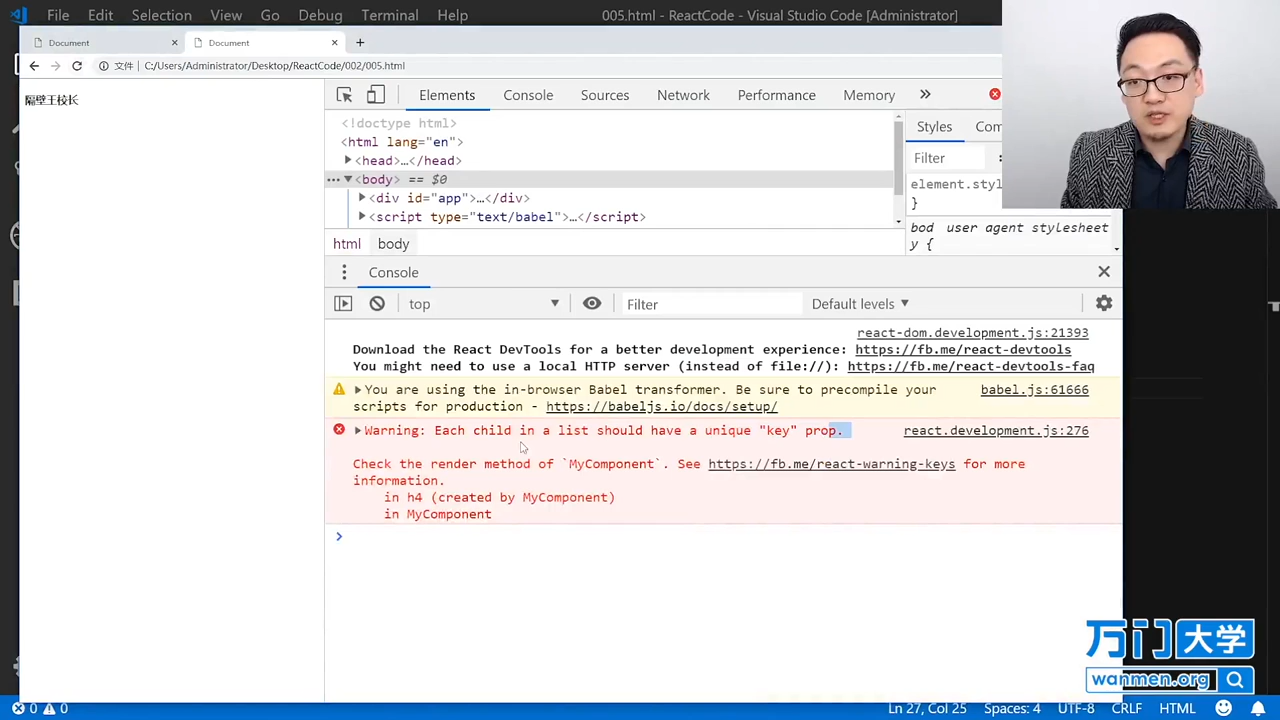 File Edit Selection View Go Debug Terminal Help 005.html - ReactCode - Visual Studio Code [Administrator]
Document × Document × +
文件 C:/Users/Administrator/Desktop/ReactCode/002/005.html
隔壁王校长
Elements Console Sources Network Performance Memory »
<!doctype html>
<html lang="en">
<head>…</head>
<body> == $0
<div id="app">…</div>
<script type="text/babel">…</script>
html body
Styles Com
Filter
element.styl
}
bod user agent stylesheet
y {
Console
top Filter Default levels
react-dom.development.js:21393
Download the React DevTools for a better development experience: https://fb.me/react-devtools
You might need to use a local HTTP server (instead of file://): https://fb.me/react-devtools-faq
You are using the in-browser Babel transformer. Be sure to precompile your babel.js:61666
scripts for production - https://babeljs.io/docs/setup/
Warning: Each child in a list should have a unique "key" prop. react.development.js:276
Check the render method of `MyComponent`. See https://fb.me/react-warning-keys for more
information.
in h4 (created by MyComponent)
in MyComponent
万门大学
wanmen.org
0 0 Ln 27, Col 25 Spaces: 4 UTF-8 CRLF HTML